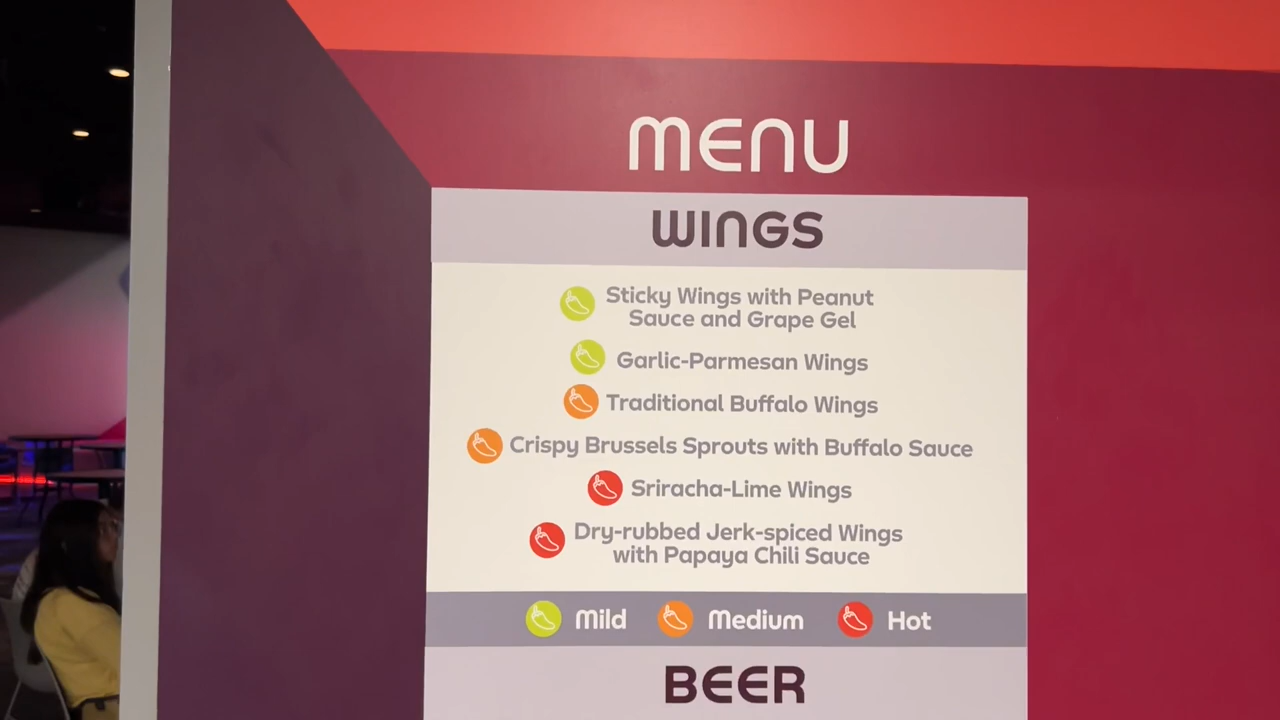 MENU
WINGS
Sticky Wings with Peanut
Sauce and Grape Gel
Garlic-Parmesan Wings
Traditional Buffalo Wings
Crispy Brussels Sprouts with Buffalo Sauce
Sriracha-Lime Wings
Dry-rubbed Jerk-spiced Wings
with Papaya Chili Sauce
Mild Medium Hot
BEER